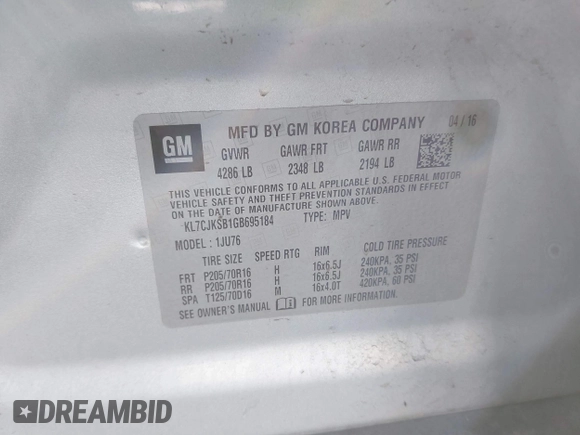 GM
MFD BY GM KOREA COMPANY 04 / 16
GVWR GAWR FRT GAWR RR
4286 LB 2348 LB 2194 LB
THIS VEHICLE CONFORMS TO ALL APPLICABLE U.S. FEDERAL MOTOR
VEHICLE SAFETY AND THEFT PREVENTION STANDARDS IN EFFECT
ON THE DATE OF MANUFACTURE SHOWN ABOVE.
KL7CJKSB1GB695184 TYPE: MPV
MODEL : 1JU76
TIRE SIZE SPEED RTG RIM COLD TIRE PRESSURE
FRT P205/70R16 H 16x6.5J 240KPA, 35 PSI
RR P205/70R16 H 16x6.5J 240KPA, 35 PSI
SPA T125/70D16 M 16x4.0T 420KPA, 60 PSI
SEE OWNER'S MANUAL FOR MORE INFORMATION.
DREAMBID